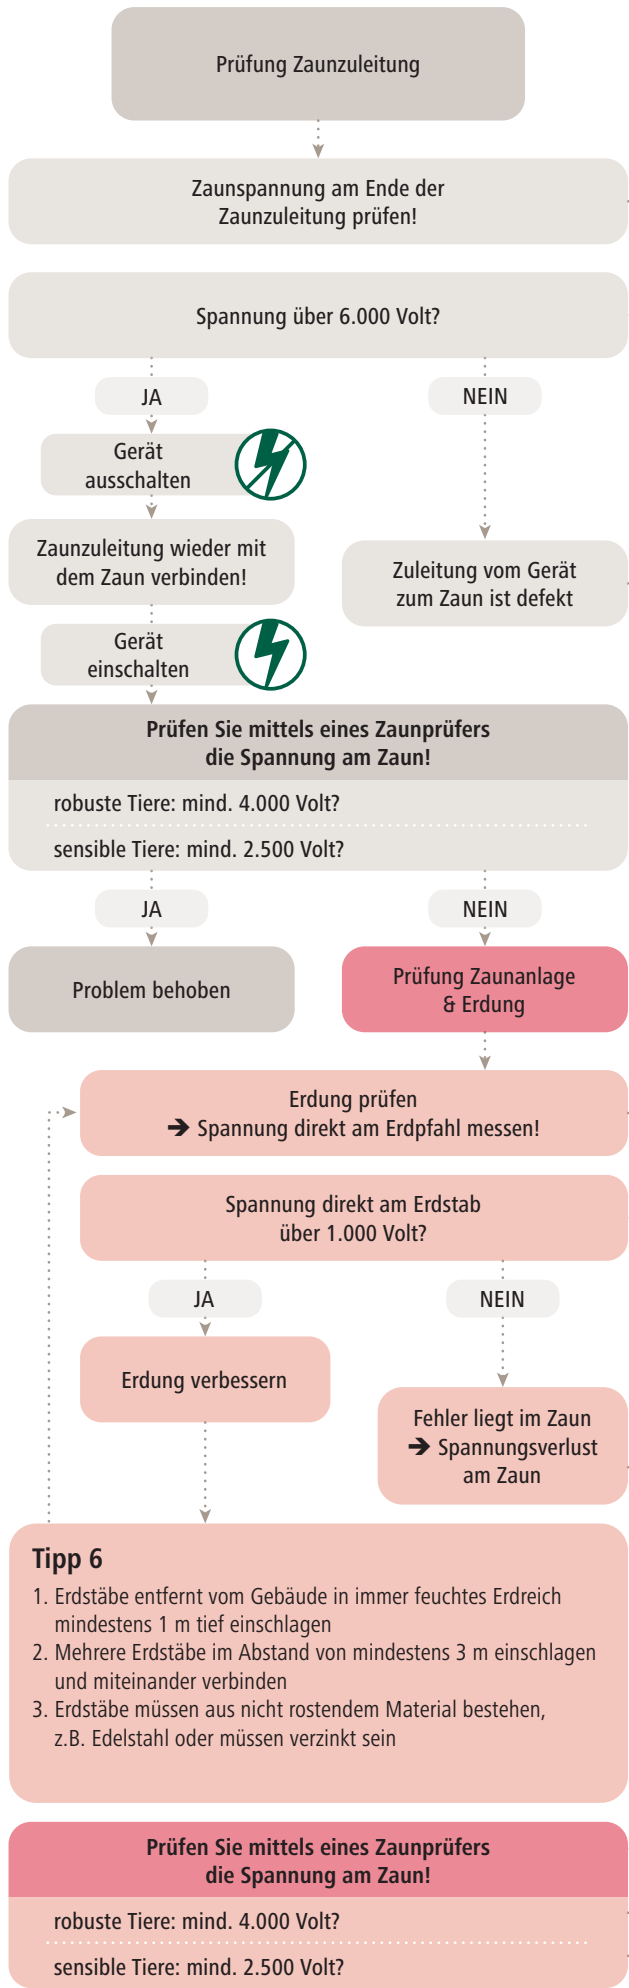 Prüfung Zaunzuleitung
Zaunspannung am Ende der
Zaunzuleitung prüfen!
Spannung über 6.000 Volt?
JA
NEIN
Gerät
ausschalten
Zaunzuleitung wieder mit
dem Zaun verbinden!
Zuleitung vom Gerät
zum Zaun ist defekt
Gerät
einschalten
Prüfen Sie mittels eines Zaunprüfers
die Spannung am Zaun!
robuste Tiere: mind. 4.000 Volt?
sensible Tiere: mind. 2.500 Volt?
JA
NEIN
Problem behoben
Prüfung Zaunanlage
& Erdung
Erdung prüfen
➔ Spannung direkt am Erdpfahl messen!
Spannung direkt am Erdstab
über 1.000 Volt?
JA
NEIN
Erdung verbessern
Fehler liegt im Zaun
➔ Spannungsverlust
am Zaun
Tipp 6
1. Erdstäbe entfernt vom Gebäude in immer feuchtes Erdreich
mindestens 1 m tief einschlagen
2. Mehrere Erdstäbe im Abstand von mindestens 3 m einschlagen
und miteinander verbinden
3. Erdstäbe müssen aus nicht rostendem Material bestehen,
z.B. Edelstahl oder müssen verzinkt sein
Prüfen Sie mittels eines Zaunprüfers
die Spannung am Zaun!
robuste Tiere: mind. 4.000 Volt?
sensible Tiere: mind. 2.500 Volt?